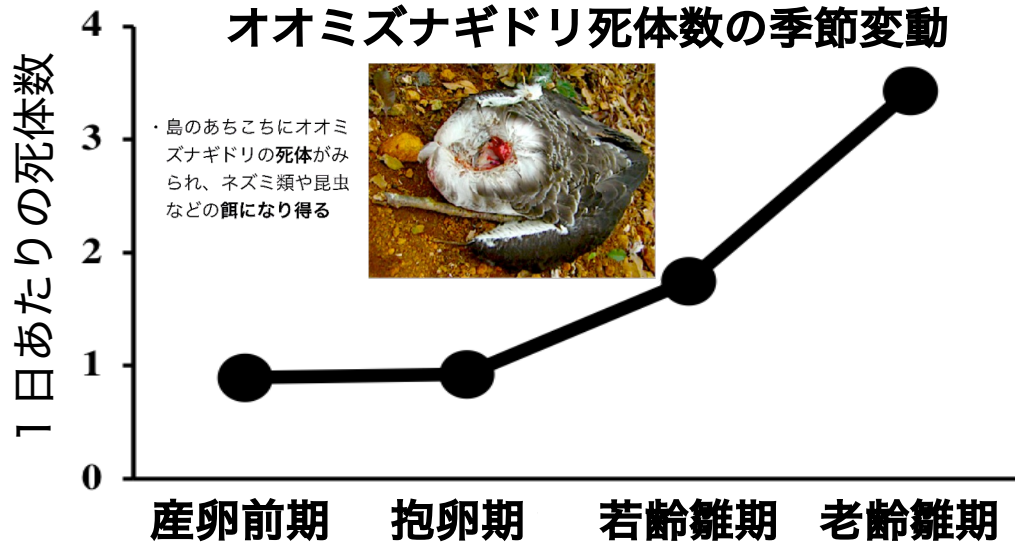 オオミズナギドリ死体数の季節変動
1日あたりの死体数
4
3
2
1
0
・島のあちこちにオオミ
ズナギドリの死体がみ
られ、ネズミ類や昆虫
などの餌になり得る
産卵前期 抱卵期 若齢雛期 老齢雛期